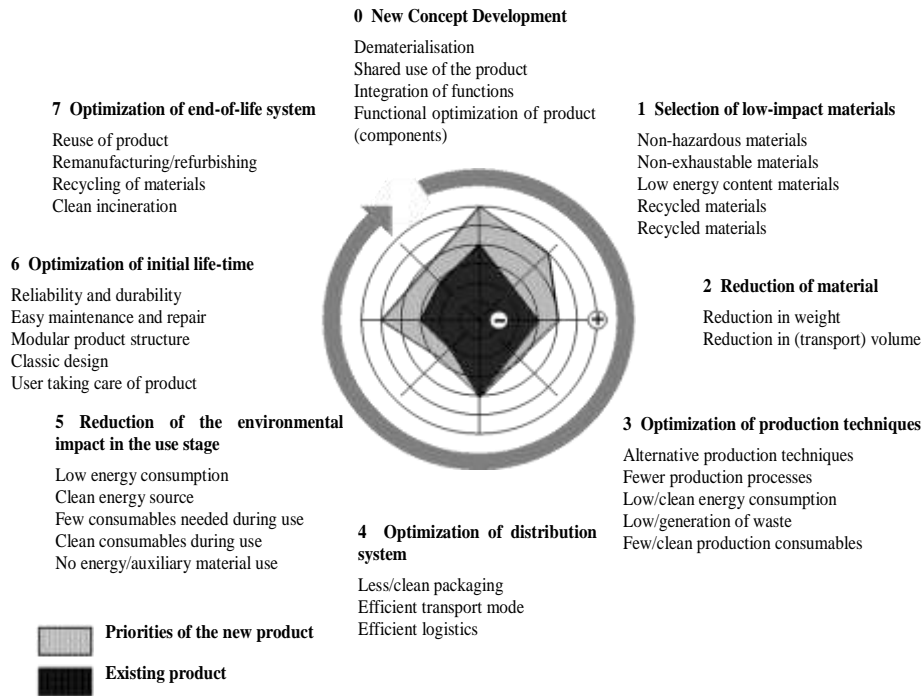 0 New Concept Development
Dematerialisation
Shared use of the product
Integration of functions
Functional optimization of product
(components)
7 Optimization of end-of-life system
Reuse of product
Remanufacturing/refurbishing
Recycling of materials
Clean incineration
1 Selection of low-impact materials
Non-hazardous materials
Non-exhaustable materials
Low energy content materials
Recycled materials
Recycled materials
6 Optimization of initial life-time
Reliability and durability
Easy maintenance and repair
Modular product structure
Classic design
User taking care of product
2 Reduction of material
Reduction in weight
Reduction in (transport) volume
-
+
5 Reduction of the environmental
impact in the use stage
Low energy consumption
Clean energy source
Few consumables needed during use
Clean consumables during use
No energy/auxiliary material use
3 Optimization of production techniques
Alternative production techniques
Fewer production processes
Low/clean energy consumption
Low/generation of waste
Few/clean production consumables
4 Optimization of distribution
system
Less/clean packaging
Efficient transport mode
Efficient logistics
Priorities of the new product
Existing product